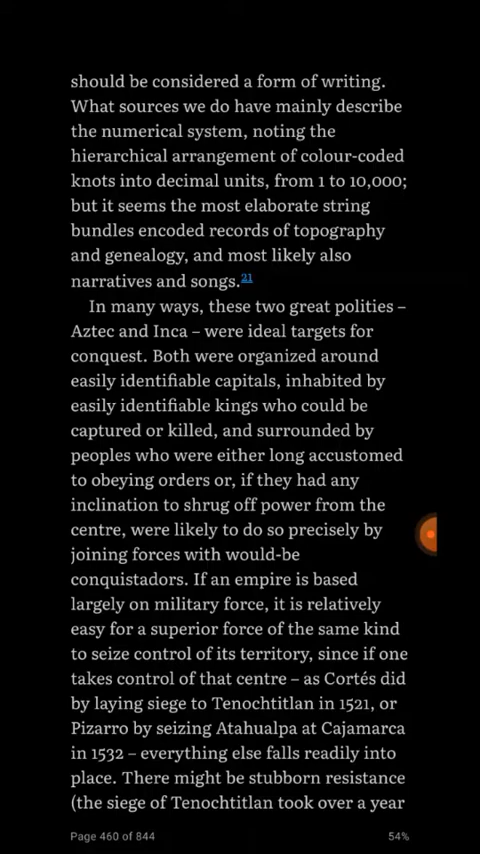 should be considered a form of writing.
What sources we do have mainly describe
the numerical system, noting the
hierarchical arrangement of colour-coded
knots into decimal units, from 1 to 10,000;
but it seems the most elaborate string
bundles encoded records of topography
and genealogy, and most likely also
narratives and songs.21
In many ways, these two great polities –
Aztec and Inca – were ideal targets for
conquest. Both were organized around
easily identifiable capitals, inhabited by
easily identifiable kings who could be
captured or killed, and surrounded by
peoples who were either long accustomed
to obeying orders or, if they had any
inclination to shrug off power from the
centre, were likely to do so precisely by
joining forces with would-be
conquistadors. If an empire is based
largely on military force, it is relatively
easy for a superior force of the same kind
to seize control of its territory, since if one
takes control of that centre – as Cortés did
by laying siege to Tenochtitlan in 1521, or
Pizarro by seizing Atahualpa at Cajamarca
in 1532 – everything else falls readily into
place. There might be stubborn resistance
(the siege of Tenochtitlan took over a year
Page 460 of 844 54%